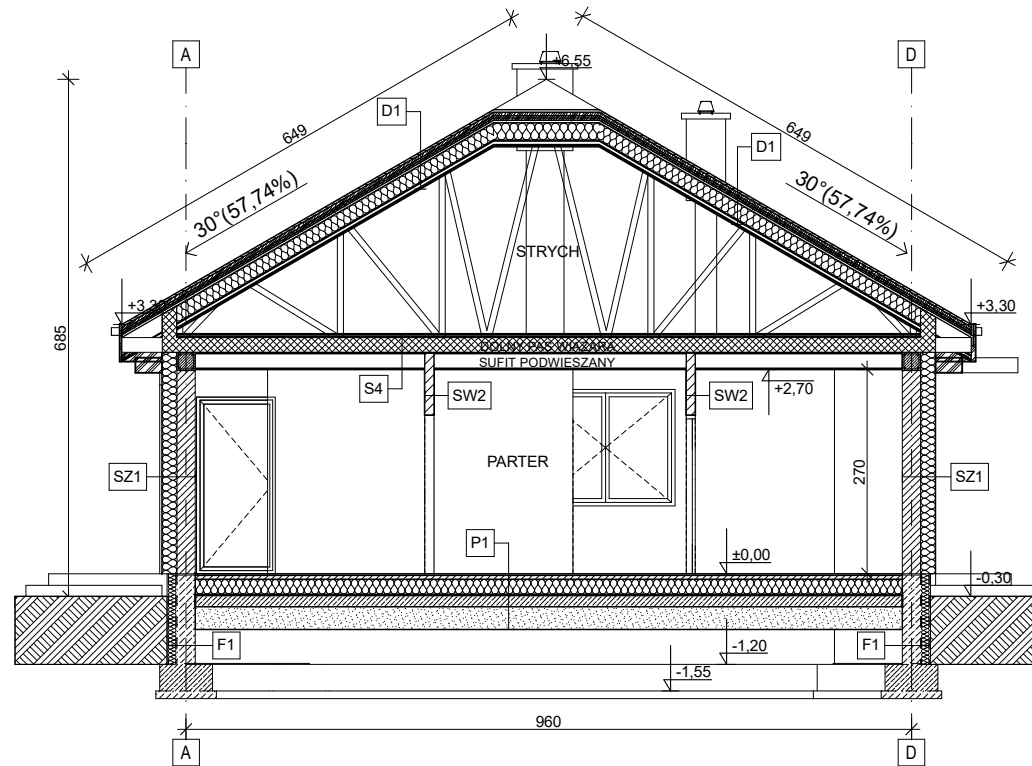 A
D
+6,55
D1
649
649
D1
30°(57,74%)
30°(57,74%)
STRYCH
+3,30
+3,30
685
DOLNY PAS WIĄZARA
SUFIT PODWIESZANY
S4
SW2
SW2
+2,70
SZ1
PARTER
270
SZ1
P1
±0,00
-0,30
F1
F1
-1,20
-1,55
960
A
D